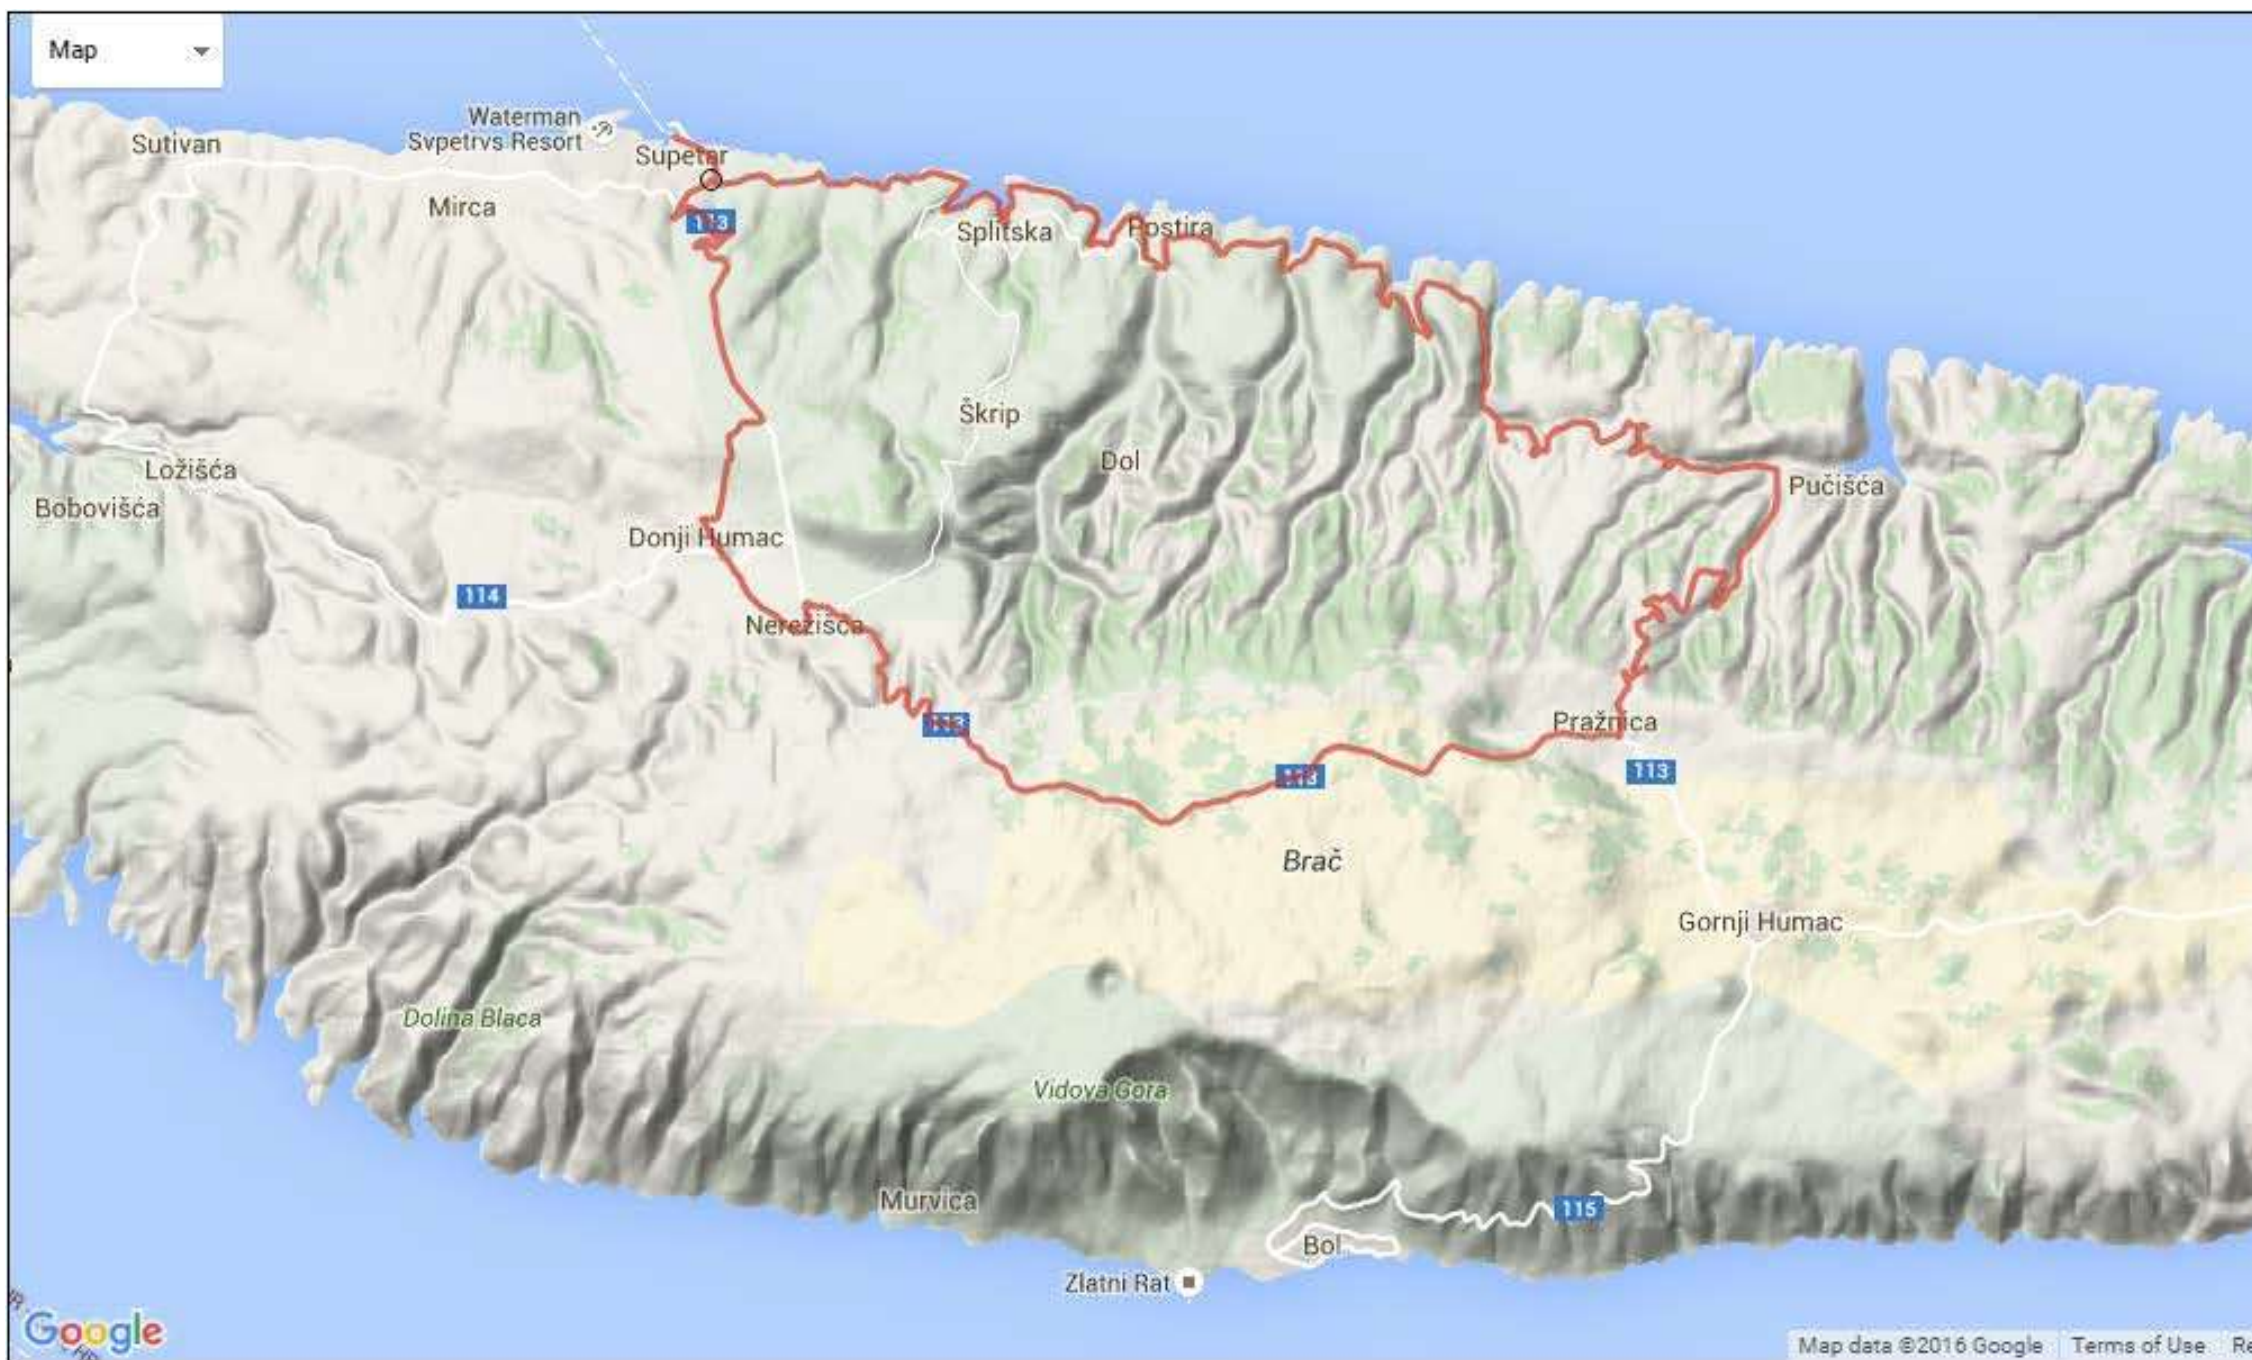 Map
Waterman
Svpetrvs Resort
Sutivan
Supetar
Mirca
113
Splitska
Postira
Škrip
Dol
Ložišća
Pučišća
Bobovišća
Donji Humac
114
Nerežišća
113
Pražnica
113
113
Brač
Gornji Humac
Dolina Blaca
Vidova Gora
Murvica
115
Bol
Zlatni Rat
Google
Map data ©2016 Google
Terms of Use